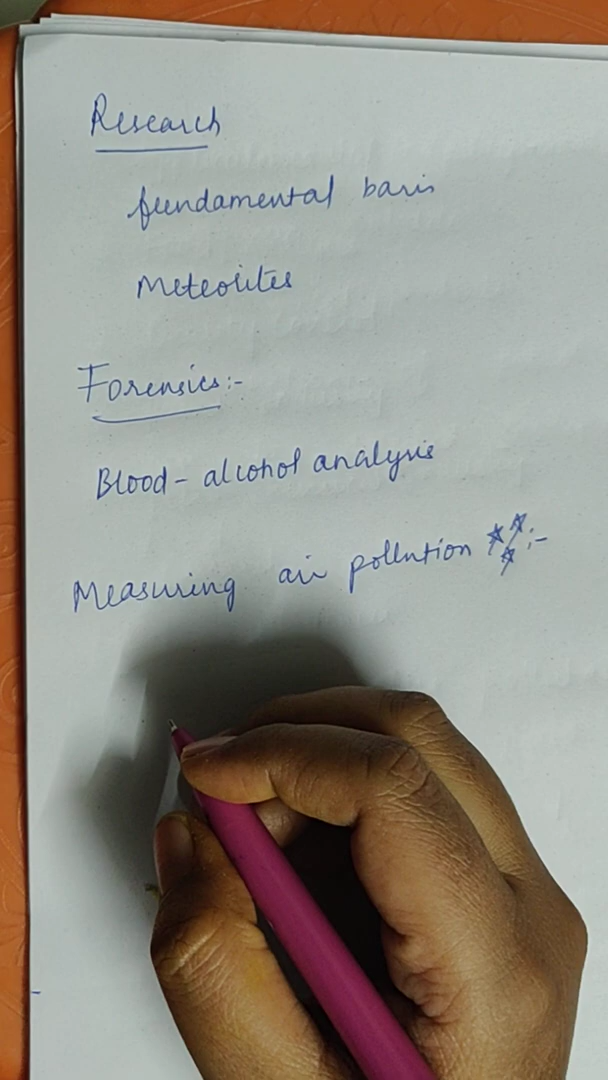 Research
fundamental basis
Meteorites
Forensics:-
Blood-alcohol analysis
Measuring air pollution ***:-